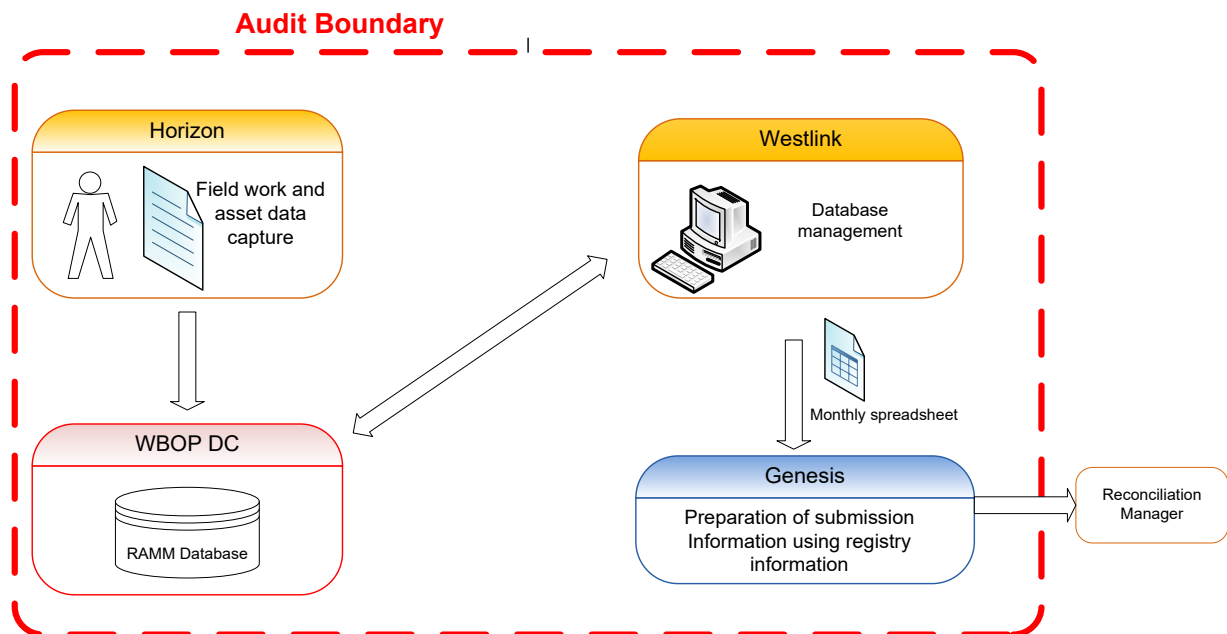 Audit Boundary
Horizon
Field work and
asset data
capture
Westlink
Database
management
Monthly spreadsheet
WBOP DC
RAMM Database
Genesis
Preparation of submission
Information using registry
information
Reconciliation
Manager